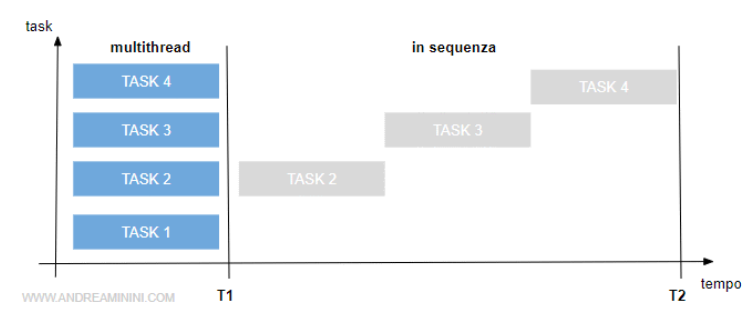 task
multithread
in sequenza
TASK 4
TASK 4
TASK 3
TASK 3
TASK 2
TASK 2
TASK 1
tempo
WWW.ANDREAMININI.COM
T1
T2